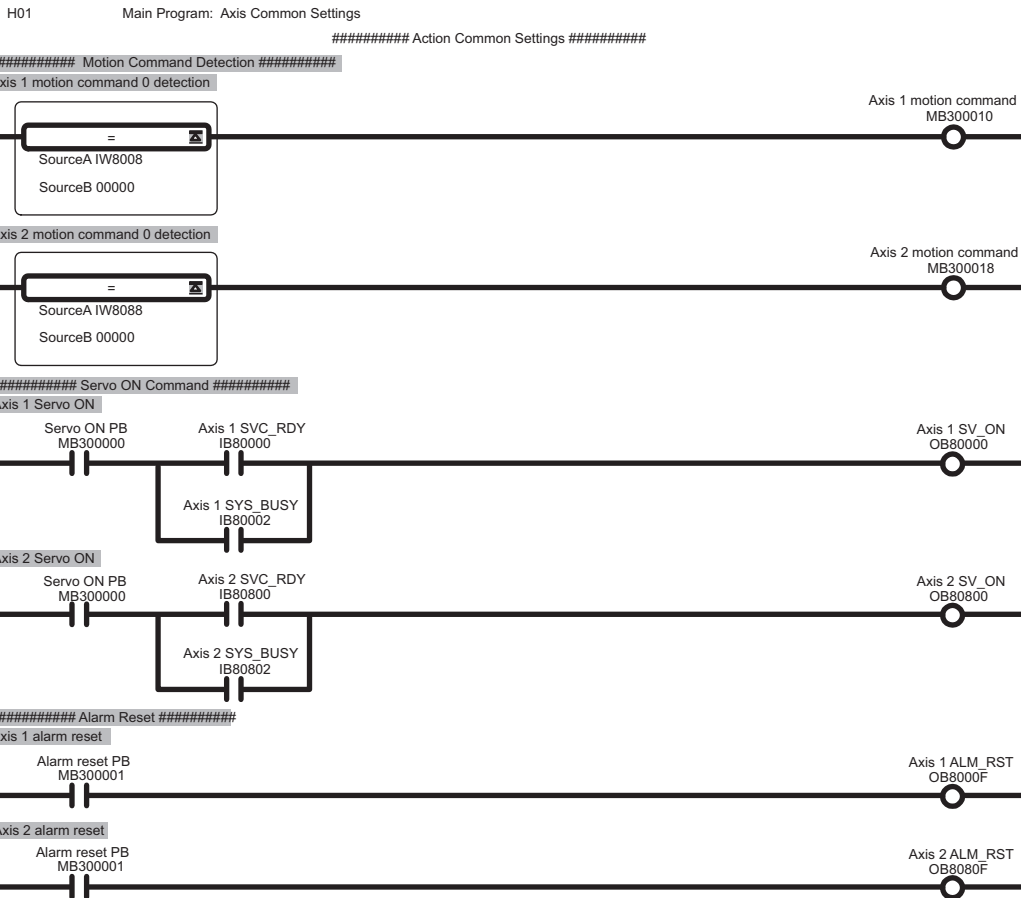 H01 Main Program: Axis Common Settings
########## Action Common Settings ##########
########## Motion Command Detection ##########
xis 1 motion command 0 detection
Axis 1 motion command
MB300010
=
SourceA IW8008
SourceB 00000
xis 2 motion command 0 detection
Axis 2 motion command
MB300018
=
SourceA IW8088
SourceB 00000
########## Servo ON Command ##########
Axis 1 Servo ON
Servo ON PB
MB300000
Axis 1 SVC_RDY
IB80000
Axis 1 SV_ON
OB80000
Axis 1 SYS_BUSY
IB80002
Axis 2 Servo ON
Servo ON PB
MB300000
Axis 2 SVC_RDY
IB80800
Axis 2 SV_ON
OB80800
Axis 2 SYS_BUSY
IB80802
########## Alarm Reset ##########
xis 1 alarm reset
Alarm reset PB
MB300001
Axis 1 ALM_RST
OB8000F
Axis 2 alarm reset
Alarm reset PB
MB300001
Axis 2 ALM_RST
OB8080F